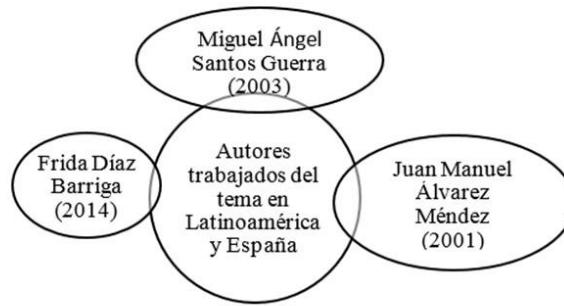 Miguel Ángel
Santos Guerra
(2003)
Frida Díaz
Barriga
(2014)
Autores
trabajados del
tema en
Latinoamérica
y España
Juan Manuel
Álvarez
Méndez
(2001)